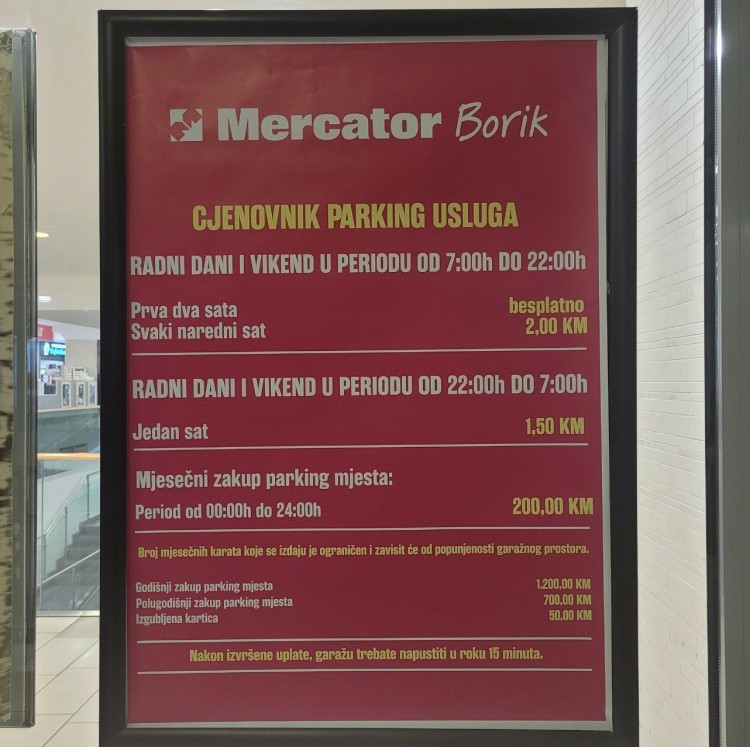 Mercator Borik
CJENOVNIK PARKING USLUGA
RADNI DANI I VIKEND U PERIODU OD 7:00h DO 22:00h
Prva dva sata besplatno
Svaki naredni sat 2,00 KM
RADNI DANI I VIKEND U PERIODU OD 22:00h DO 7:00h
Jedan sat 1,50 KM
Mjesečni zakup parking mjesta:
Period od 00:00h do 24:00h 200,00 KM
Broj mjesečnih karata koje se izdaju je ograničen i zavisit će od popunjenosti garažnog prostora.
Godišnji zakup parking mjesta 1.200,00 KM
Polugodišnji zakup parking mjesta 700,00 KM
Izgubljena kartica 50,00 KM
Nakon izvršene uplate, garažu trebate napustiti u roku 15 minuta.